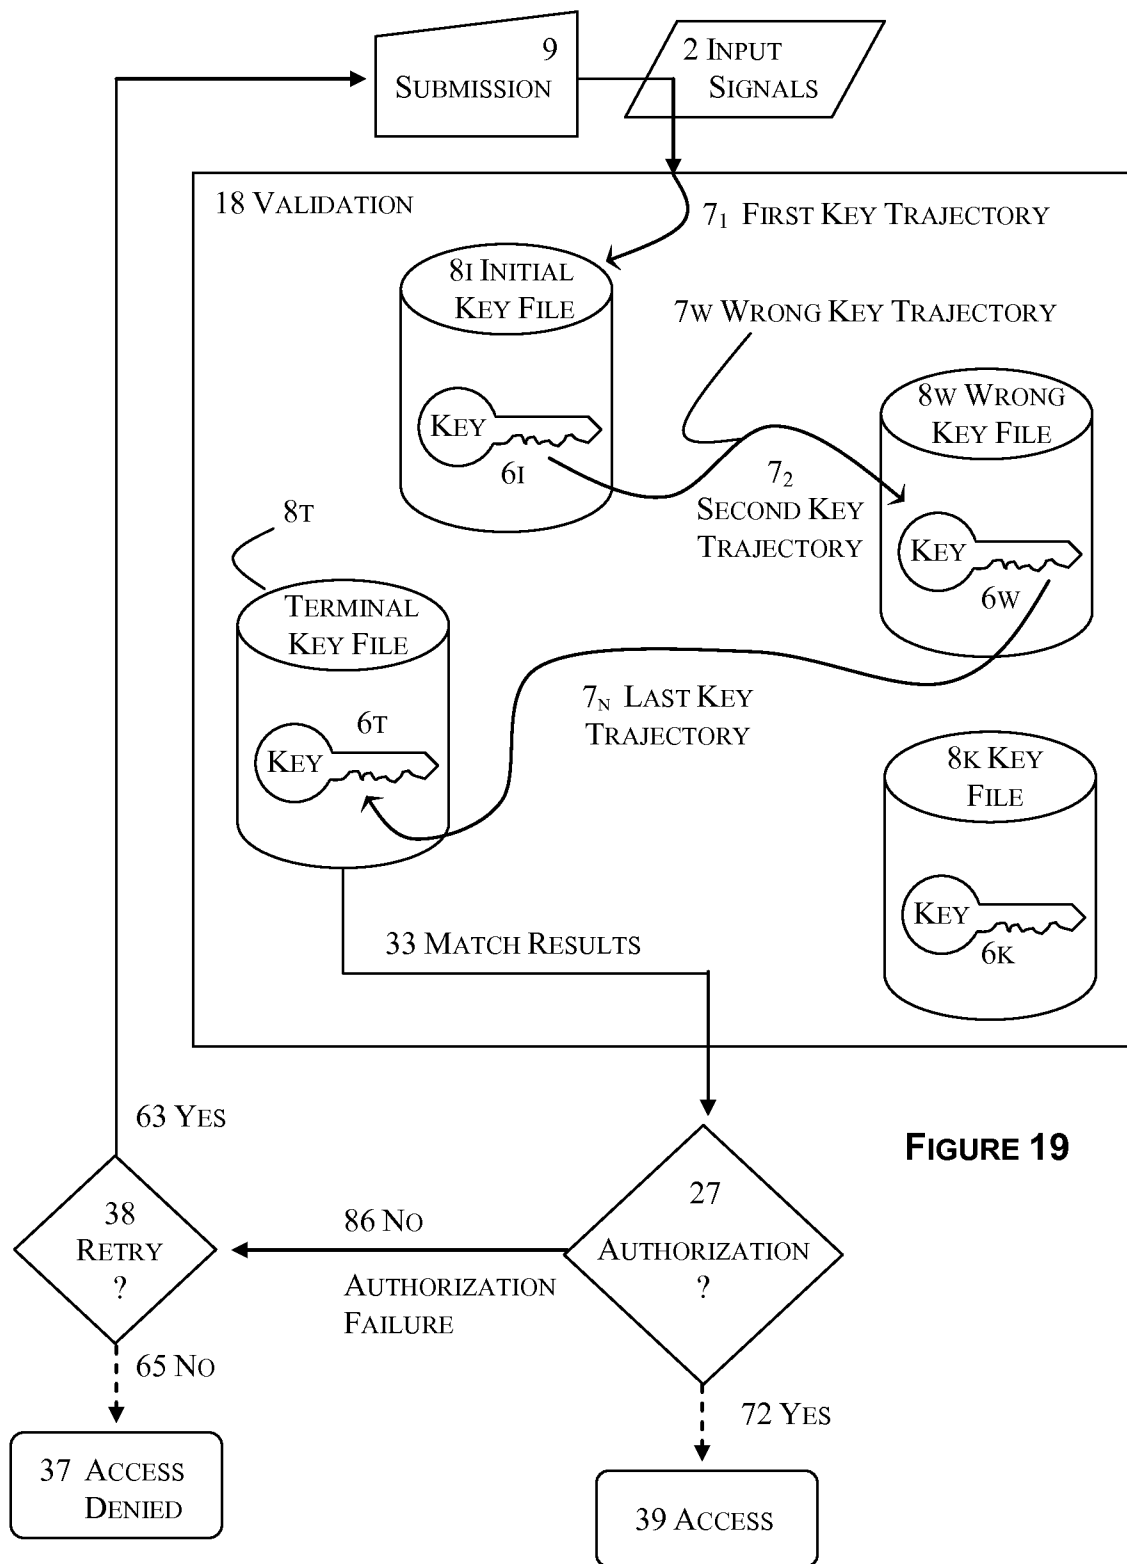 9
SUBMISSION
2 INPUT
SIGNALS
18 VALIDATION
7₁ FIRST KEY TRAJECTORY
8I INITIAL
KEY FILE
7W WRONG KEY TRAJECTORY
8W WRONG
KEY FILE
KEY
6I
7₂
SECOND KEY
TRAJECTORY
8T
KEY
6W
TERMINAL
KEY FILE
7N LAST KEY
TRAJECTORY
6T
KEY
8K KEY
FILE
KEY
6K
33 MATCH RESULTS
63 YES
FIGURE 19
38
RETRY
?
86 NO
AUTHORIZATION
FAILURE
27
AUTHORIZATION
?
65 NO
72 YES
37 ACCESS
DENIED
39 ACCESS